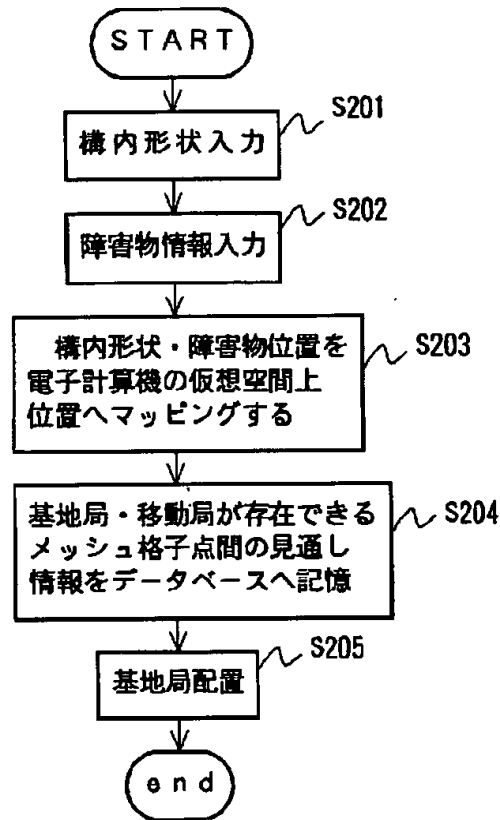 START
S201
構内形状入力
S202
障害物情報入力
S203
構内形状・障害物位置を
電子計算機の仮想空間上
位置へマッピングする
S204
基地局・移動局が存在できる
メッシュ格子点間の見通し
情報をデータベースへ記憶
S205
基地局配置
end